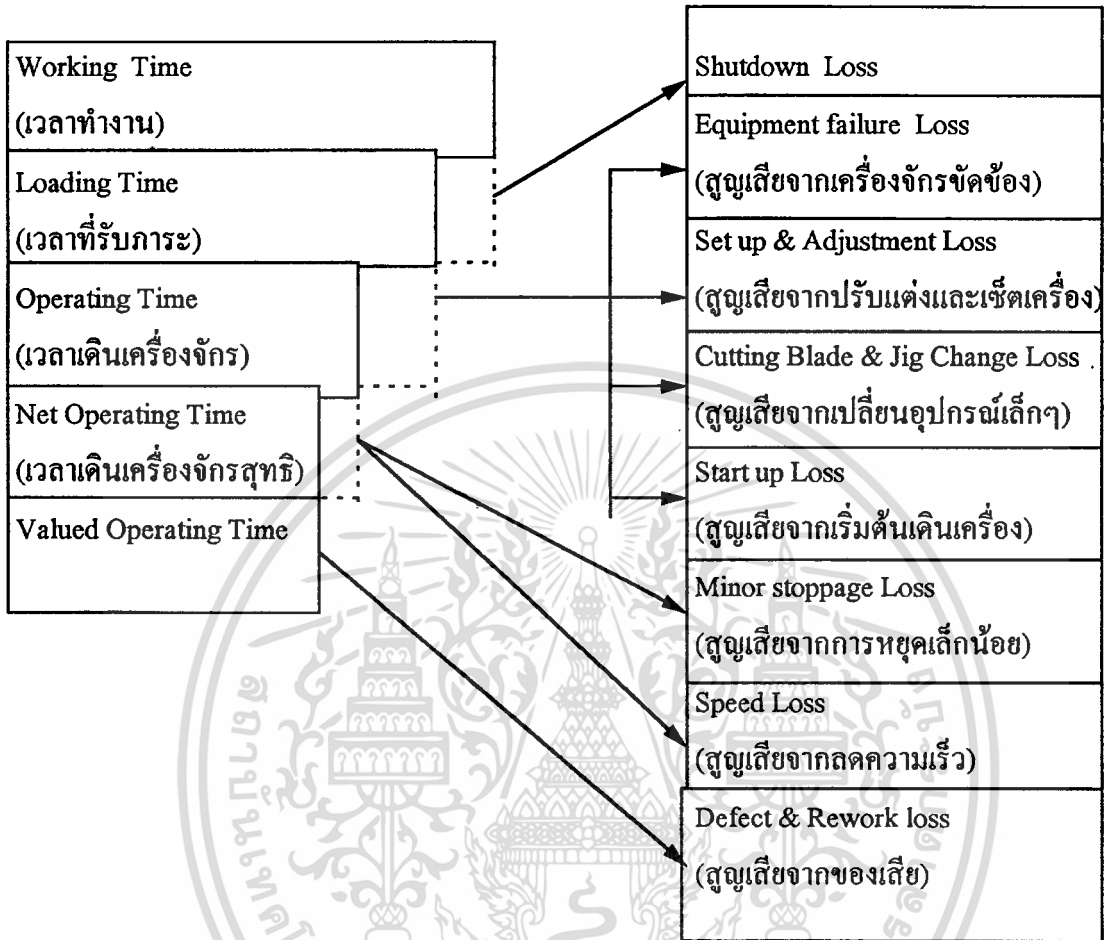 Working Time
(เวลาทำงาน)
Loading Time
(เวลาที่รับภาระ)
Operating Time
(เวลาเดินเครื่องจักร)
Net Operating Time
(เวลาเดินเครื่องจักรสุทธิ)
Valued Operating Time
Shutdown Loss
Equipment failure Loss
(สูญเสียจากเครื่องจักรขัดข้อง)
Set up & Adjustment Loss
(สูญเสียจากปรับแต่งและเซ็ตเครื่อง)
Cutting Blade & Jig Change Loss
(สูญเสียจากเปลี่ยนอุปกรณ์เล็กๆ)
Start up Loss
(สูญเสียจากเริ่มต้นเดินเครื่อง)
Minor stoppage Loss
(สูญเสียจากการหยุดเล็กน้อย)
Speed Loss
(สูญเสียจากลดความเร็ว)
Defect & Rework loss
(สูญเสียจากของเสีย)